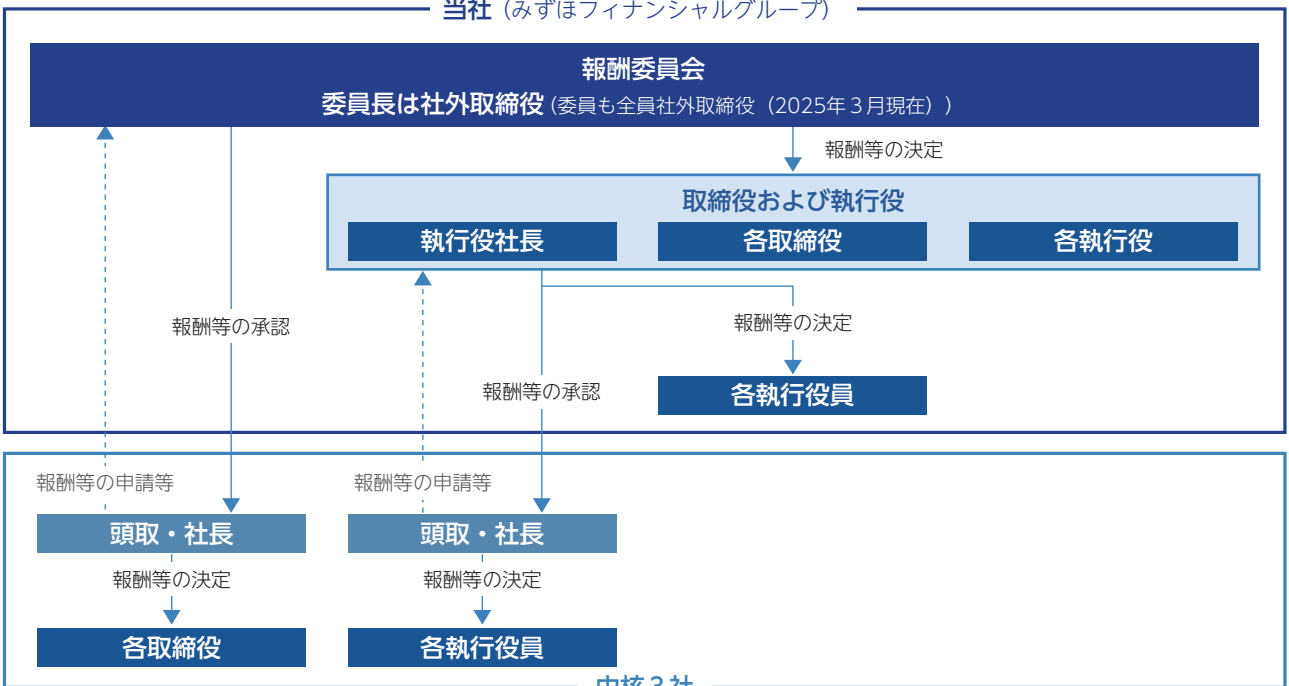 当社（みずほフィナンシャルグループ）
報酬委員会
委員長は社外取締役（委員も全員社外取締役（2025年３月現在））
報酬等の決定
取締役および執行役
執行役社長
各取締役
各執行役
報酬等の承認
報酬等の決定
報酬等の承認
各執行役員
報酬等の申請等
報酬等の申請等
頭取・社長
頭取・社長
報酬等の決定
報酬等の決定
各取締役
各執行役員
中核３社